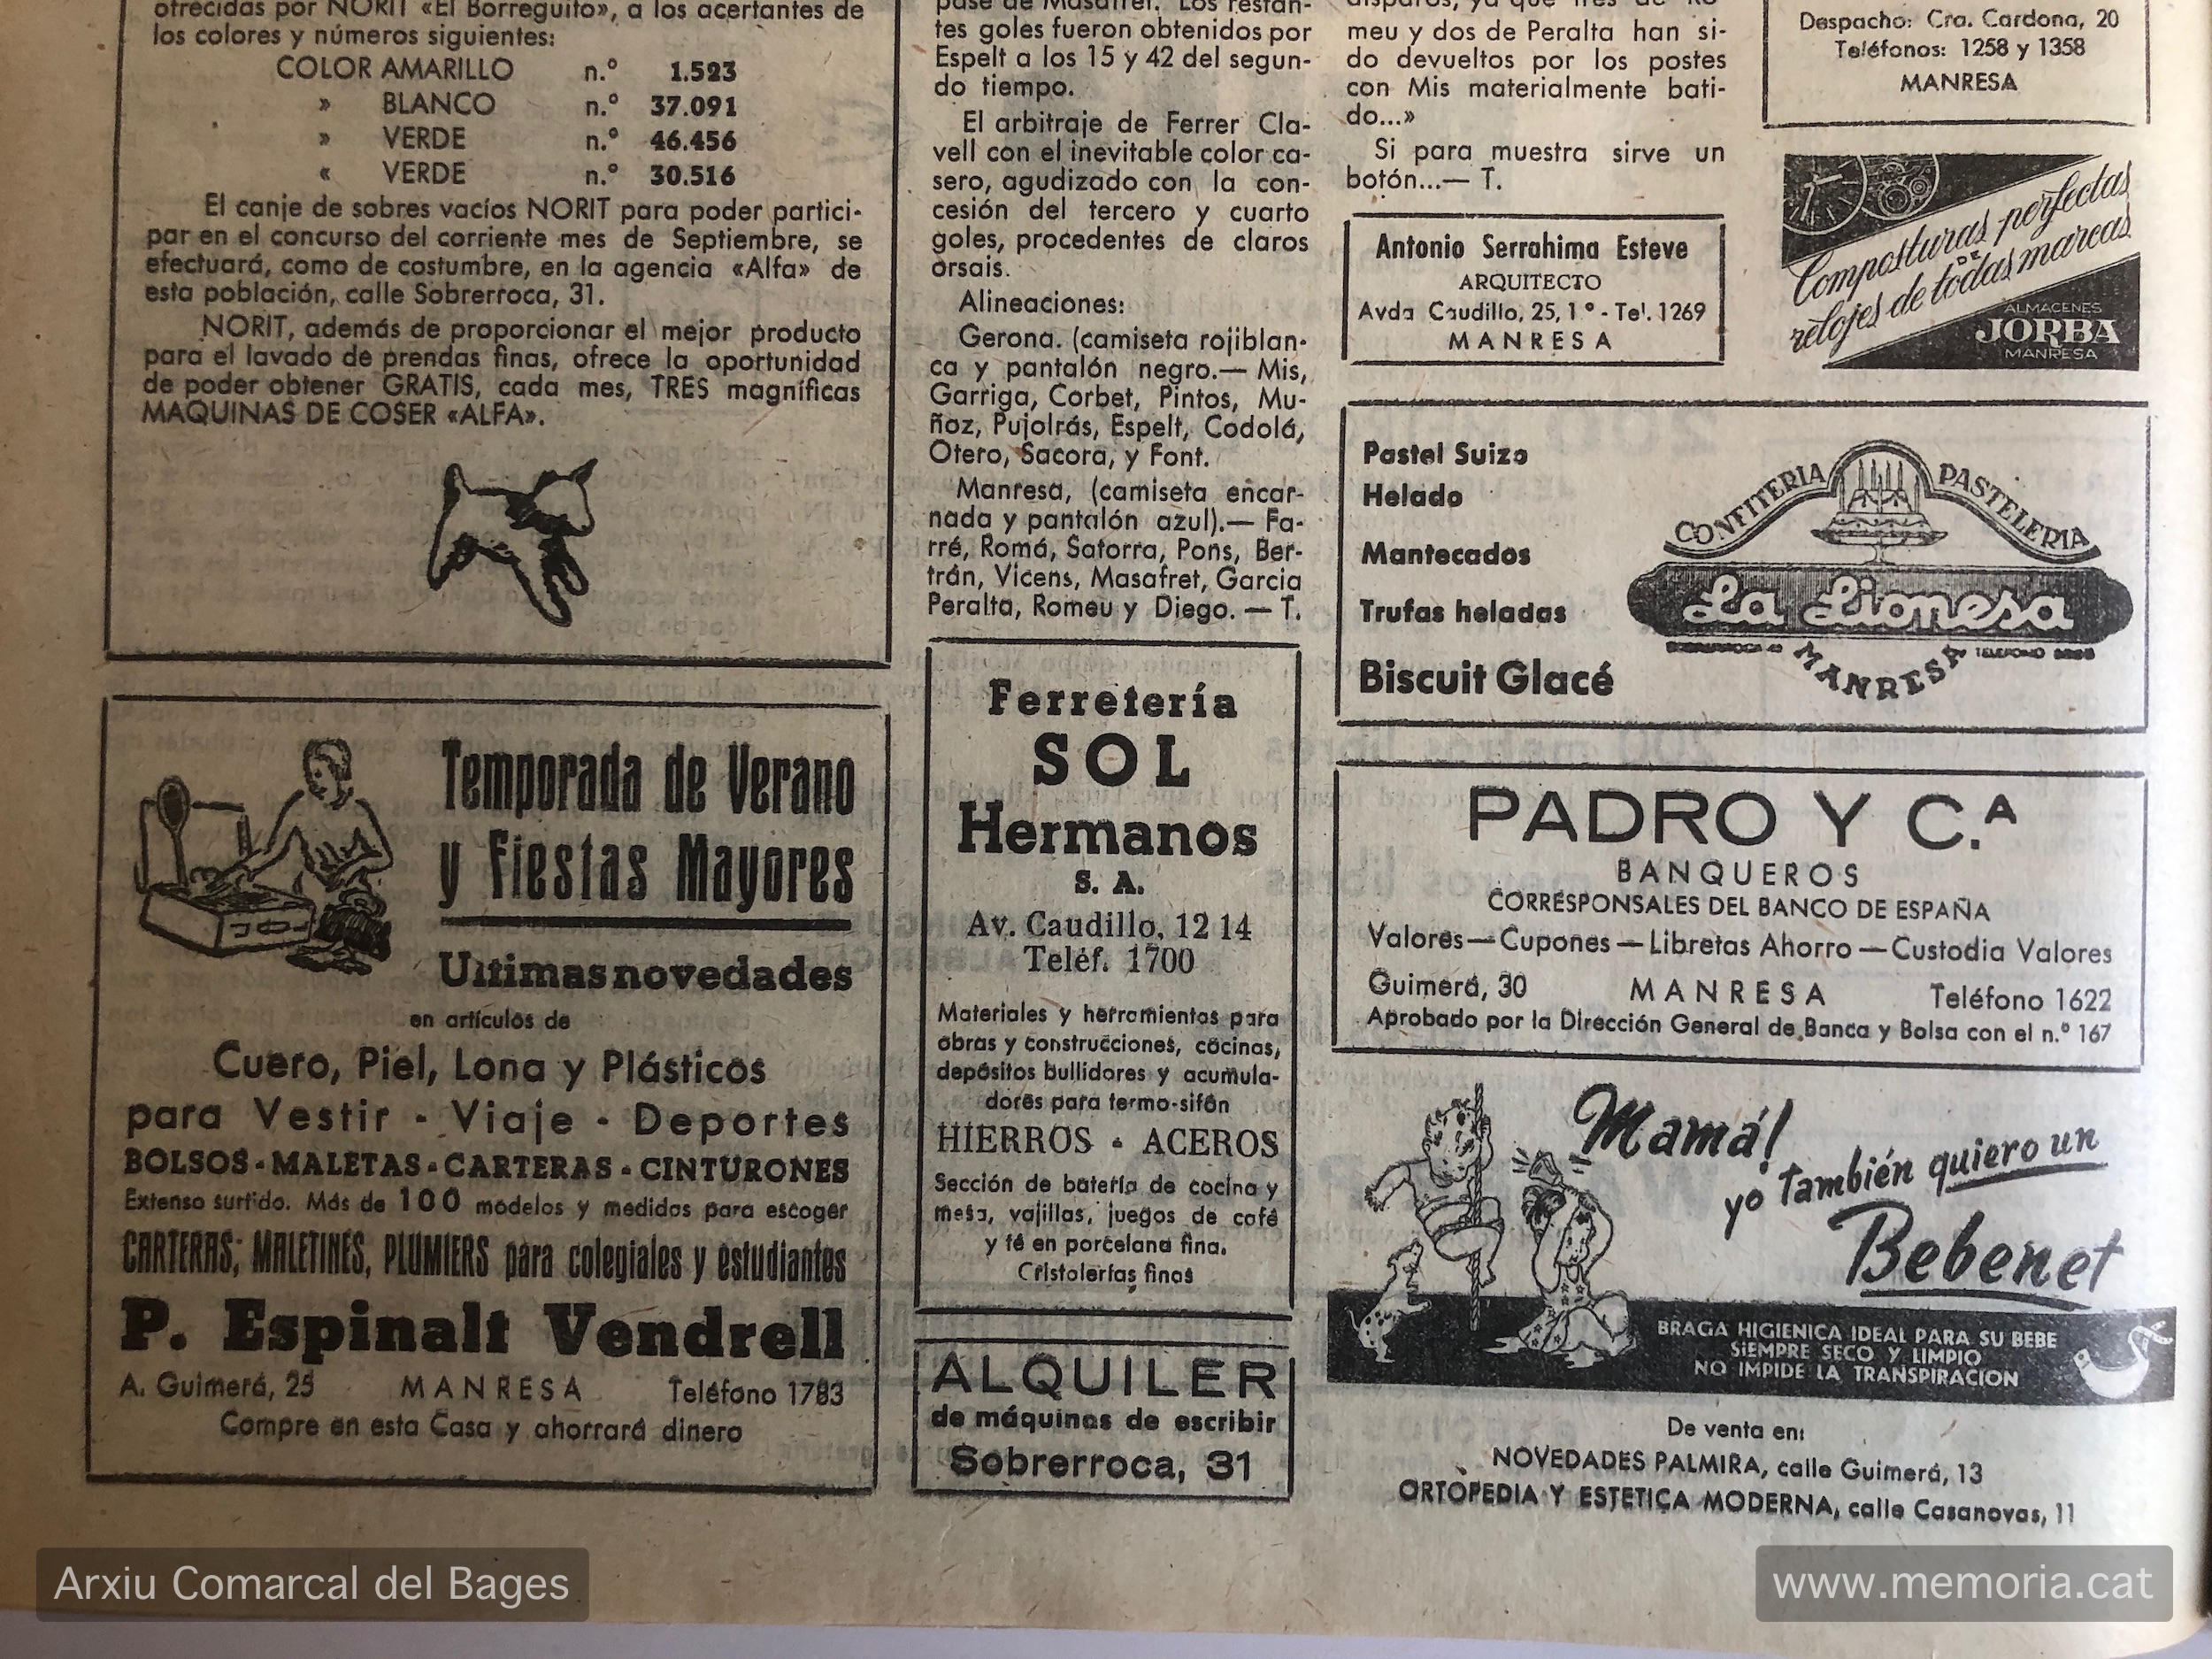 ofrecidas por NORIT «El Borreguito», a los acertantes de
los colores y números siguientes:
COLOR AMARILLO n.º 1.523
» BLANCO n.º 37.091
» VERDE n.º 46.456
« VERDE n.º 30.516
El canje de sobres vacíos NORIT para poder partici-
par en el concurso del corriente mes de Septiembre, se
efectuará, como de costumbre, en la agencia «Alfa» de
esta población, calle Sobrerroca, 31.
NORIT, además de proporcionar el mejor producto
para el lavado de prendas finas, ofrece la oportunidad
de poder obtener GRATIS, cada mes, TRES magníficas
MAQUINAS DE COSER «ALFA».
Temporada de Verano
y Fiestas Mayores
Ultimas novedades
en artículos de
Cuero, Piel, Lona y Plásticos
para Vestir - Viaje - Deportes
BOLSOS - MALETAS - CARTERAS - CINTURONES
Extenso surtido. Más de 100 modelos y medidas para escoger
CARTERAS; MALETINES, PLUMIERS para colegiales y estudiantes
P. Espinalt Vendrell
A. Guimerá, 25 MANRESA Teléfono 1783
Compre en esta Casa y ahorrará dinero
pase de Masafret. Los restan-
tes goles fueron obtenidos por
Espelt a los 15 y 42 del segun-
do tiempo.
El arbitraje de Ferrer Cla-
vell con el inevitable color ca-
sero, agudizado con la con-
cesión del tercero y cuarto
goles, procedentes de claros
orsais.
Alineaciones:
Gerona. (camiseta rojiblan-
ca y pantalón negro.— Mis,
Garriga, Corbet, Pintos, Mu-
ñoz, Pujolrás, Espelt, Codolá,
Otero, Sacora, y Font.
Manresa, (camiseta encar-
nada y pantalón azul).— Fa-
rré, Romá, Satorra, Pons, Ber-
trán, Vicens, Masafret, Garcia
Peralta, Romeu y Diego. — T.
Ferretería
SOL
Hermanos
S. A.
Av. Caudillo, 12 14
Teléf. 1700
Materiales y herramientas para
obras y construcciones, cocinas,
depósitos bullidores y acumula-
dores para termo-sifón
HIERROS - ACEROS
Sección de batería de cocina y
mesa, vajillas, juegos de café
y té en porcelana fina.
Cristolerías finas
ALQUILER
de máquinas de escribir
Sobrerroca, 31
disparos, ya que tres de Ro-
meu y dos de Peralta han si-
do devueltos por los postes
con Mis materialmente bati-
do...»
Si para muestra sirve un
botón...— T.
Antonio Serrahima Esteve
ARQUITECTO
Avda Caudillo, 25, 1º - Tel. 1269
MANRESA
Despacho: Cra. Cardona, 20
Teléfonos: 1258 y 1358
MANRESA
Composturas perfectas
DE
relojes de todas marcas
ALMACENES
JORBA
MANRESA
Pastel Suizo
Helado
Mantecados
Trufas heladas
Biscuit Glacé
CONFITERIA PASTELERIA
La Lionesa
SOBRERROCA TELEFONO
MANRESA
PADRO Y C.A
BANQUEROS
CORRESPONSALES DEL BANCO DE ESPAÑA
Valores — Cupones — Libretas Ahorro — Custodia Valores
Guimerá, 30 MANRESA Teléfono 1622
Aprobado por la Dirección General de Banca y Bolsa con el n.º 167
Mamá!
yo también quiero un
Bebenet
BRAGA HIGIENICA IDEAL PARA SU BEBE
SIEMPRE SECO Y LIMPIO
NO IMPIDE LA TRANSPIRACION
De venta en:
NOVEDADES PALMIRA, calle Guimerá, 13
ORTOPEDIA Y ESTETICA MODERNA, calle Casanovas, 11
Arxiu Comarcal del Bages
www.memoria.cat